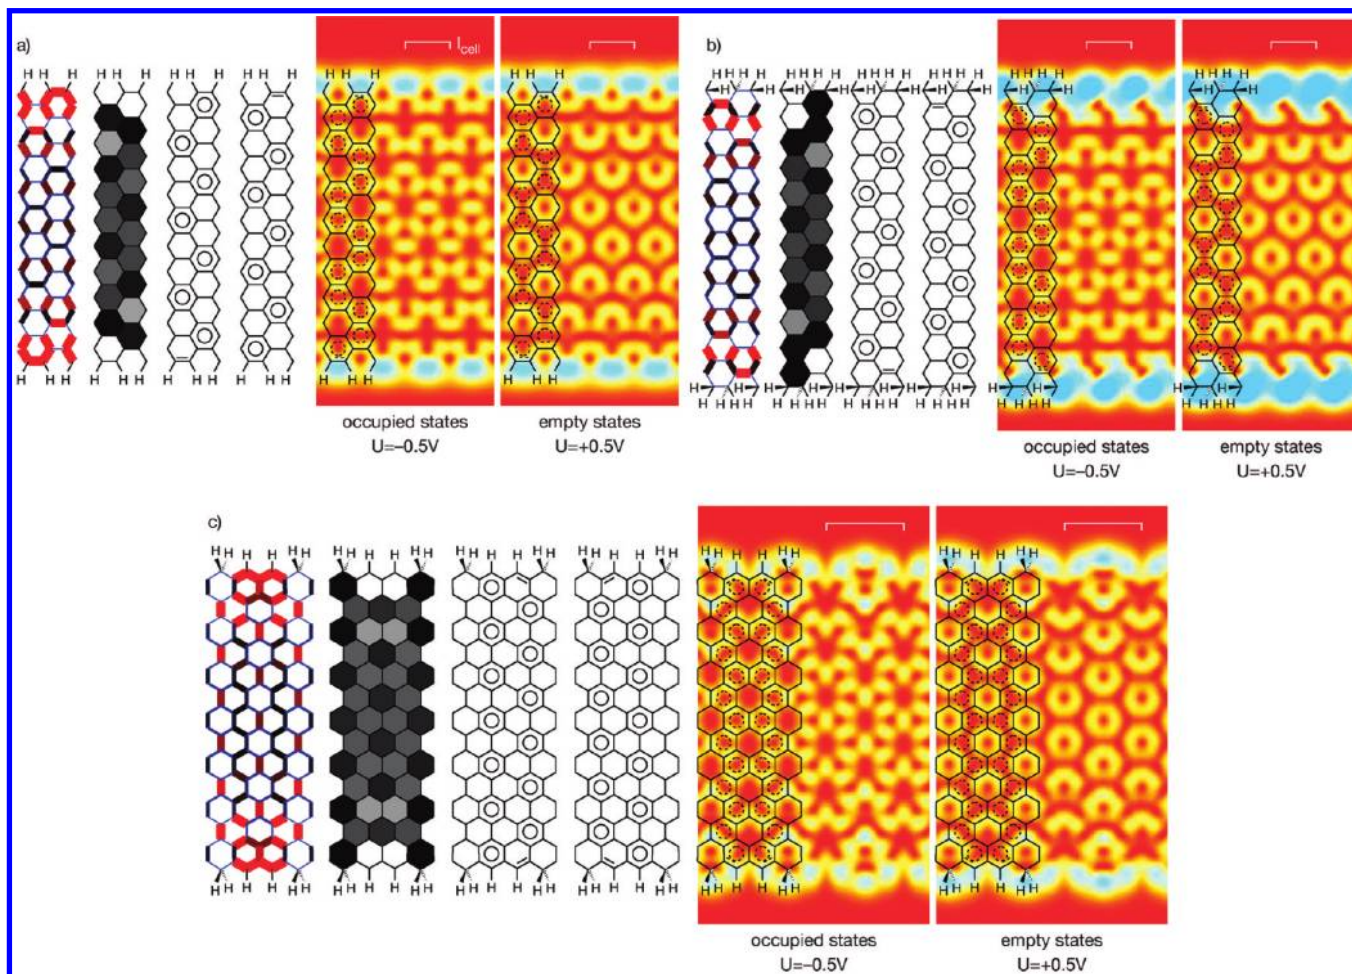 a)
l_cell
b)
H H H H H H H H H H H H H H H H H H
H H H H H H H H H H H H H H H H H H H H H H H H
H H H H H H H H H H H H
H H H H H H H H H H H H
H H H H H H H H H H H H H H H H H H
H H H H H H H H H H H H H H H H H H H H H H H H
occupied states
U=–0.5V
empty states
U=+0.5V
occupied states
U=–0.5V
empty states
U=+0.5V
c)
H H H H H H H H H H H H H H H H H H H H H H H H H H H H H H H H H H H H
H H H H H H H H H H H H H H H H H H H H H H H H H H H H H H H H H H H H
occupied states
U=–0.5V
empty states
U=+0.5V